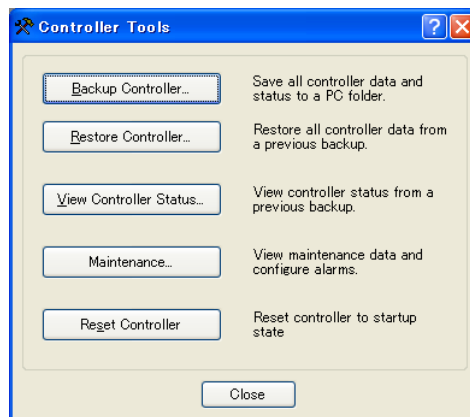 Controller Tools
Backup Controller...
Save all controller data and
status to a PC folder.
Restore Controller...
Restore all controller data from
a previous backup.
View Controller Status...
View controller status from a
previous backup.
Maintenance...
View maintenance data and
configure alarms.
Reset Controller
Reset controller to startup
state
Close